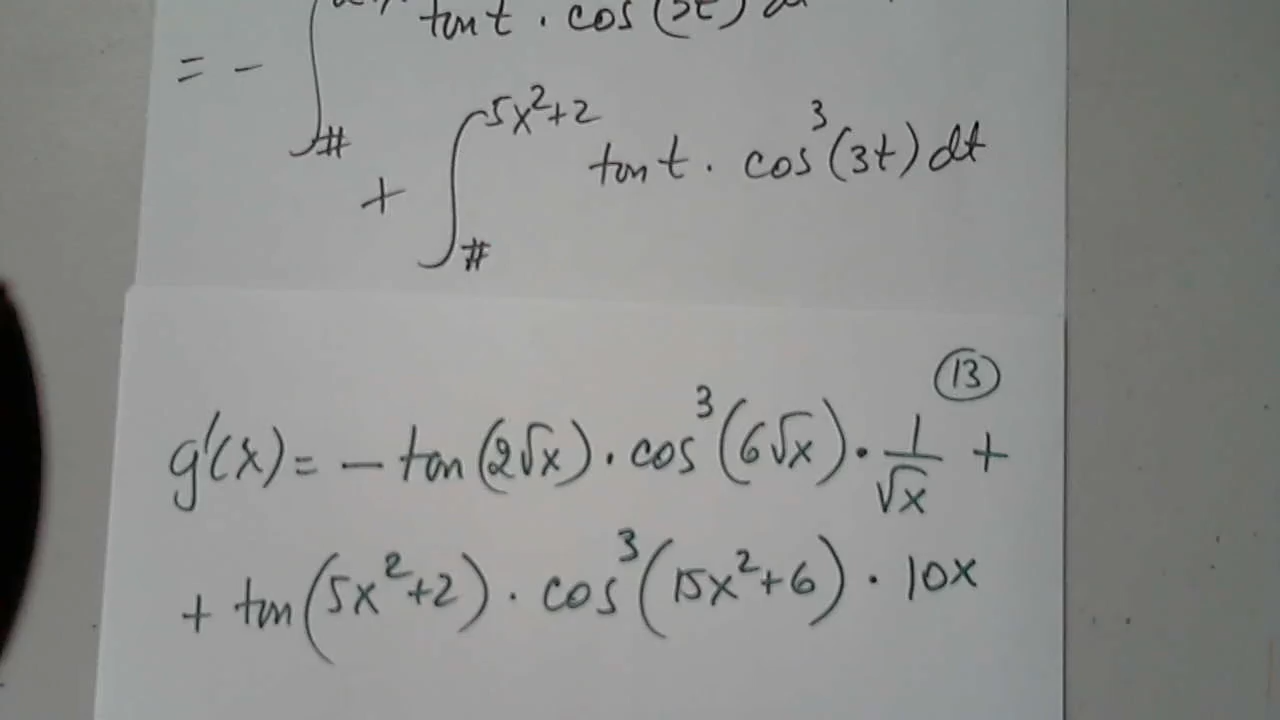 tan t . cos (3t) d
= - ∫#
+ ∫# 5x²+2 tan t . cos³(3t) dt
13
g'(x) = - tan(2√x) . cos³(6√x) . 1/√x +
+ tan(5x²+2) . cos³(15x²+6) . 10x